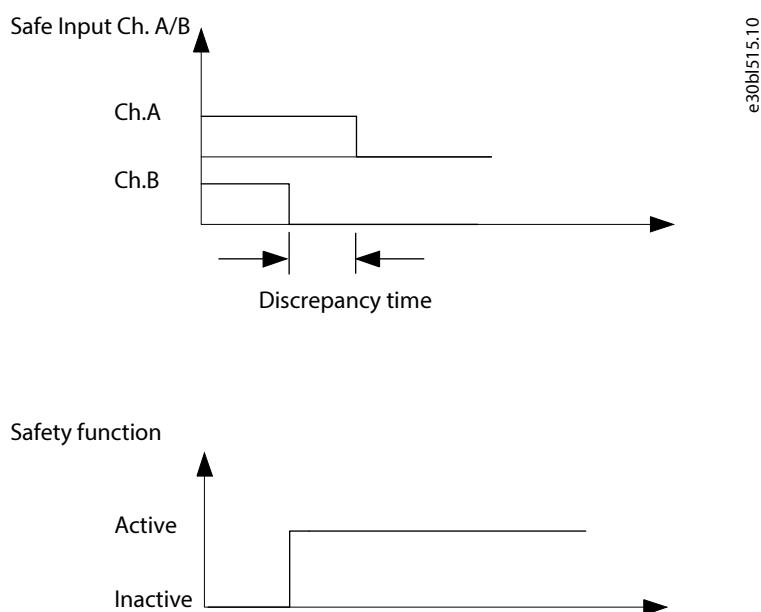 Safe Input Ch. A/B
e30bl515.10
Ch.A
Ch.B
Discrepancy time
Safety function
Active
Inactive